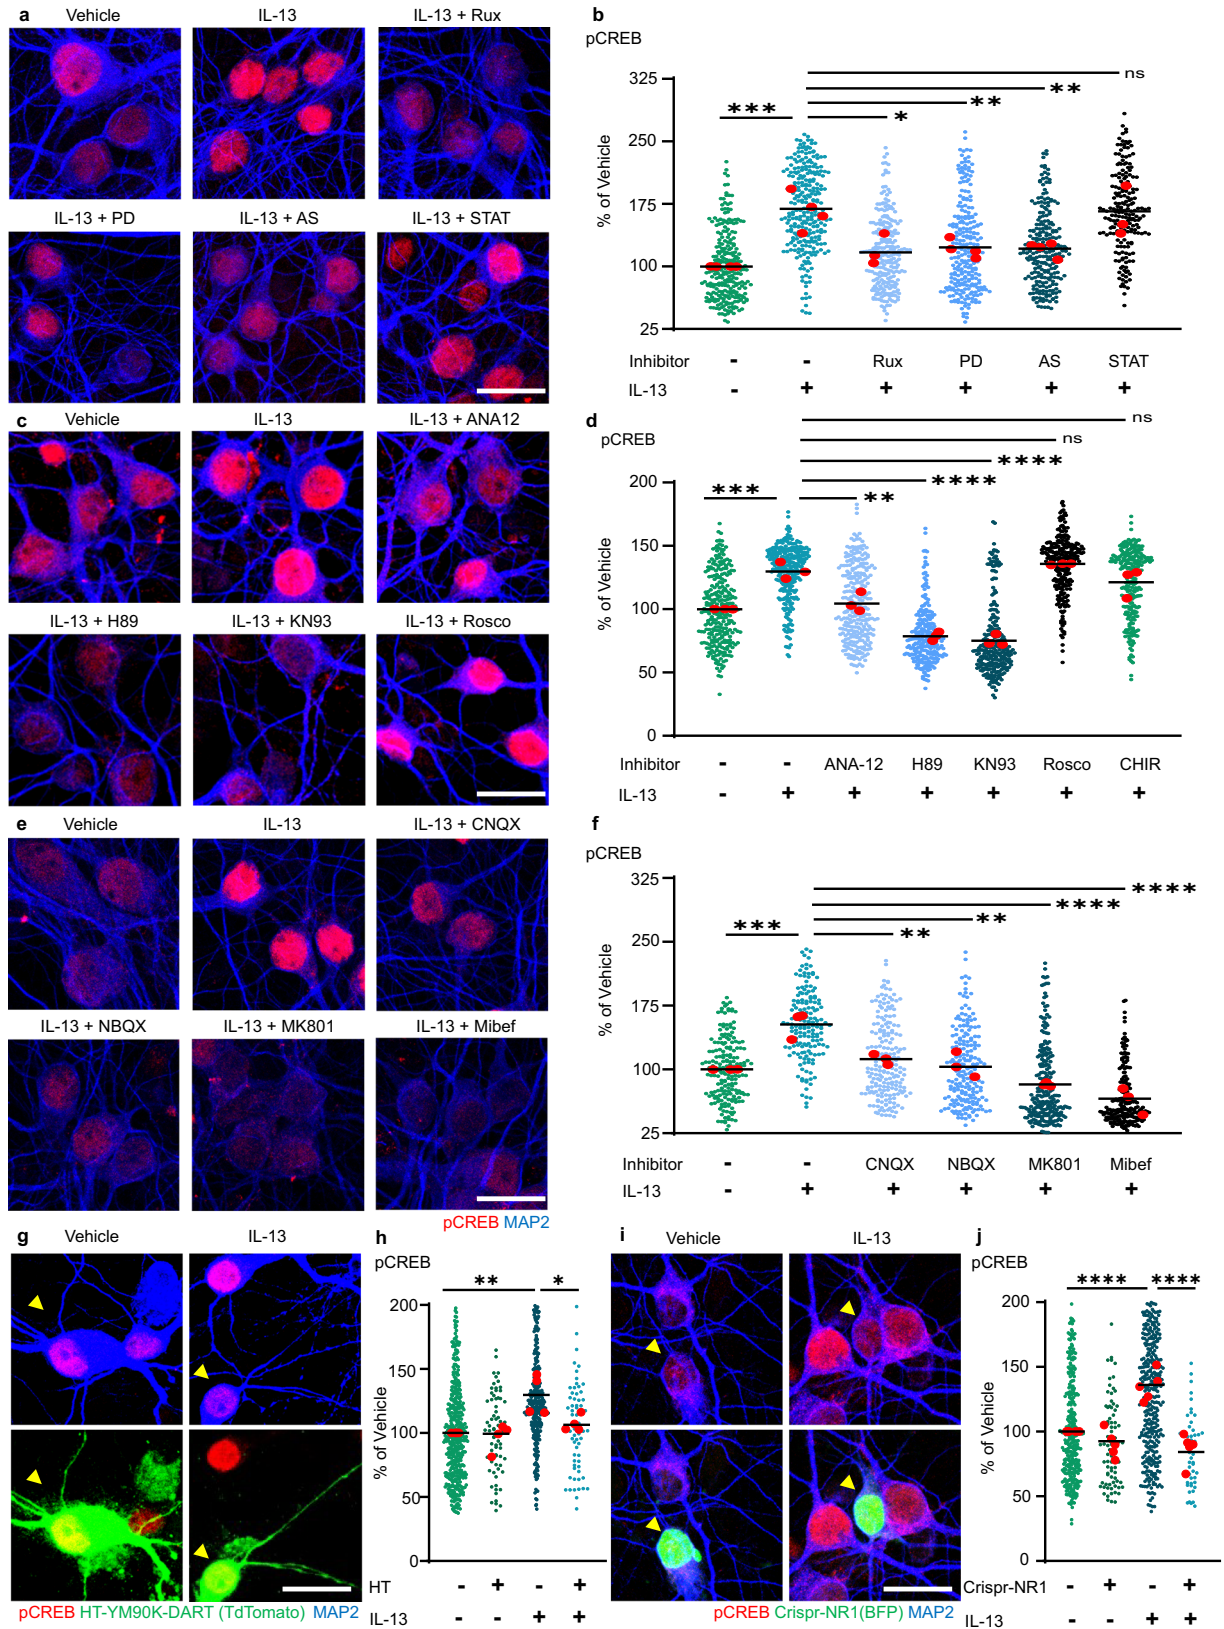 a
Vehicle
IL-13
IL-13 + Rux
IL-13 + PD
IL-13 + AS
IL-13 + STAT
b
pCREB
% of Vehicle
325
250
175
100
25
***
*
**
**
ns
Inhibitor - - Rux PD AS STAT
IL-13 - + + + + +
c
Vehicle
IL-13
IL-13 + ANA12
IL-13 + H89
IL-13 + KN93
IL-13 + Rosco
d
pCREB
% of Vehicle
200
150
100
50
0
***
**
****
****
ns
ns
Inhibitor - - ANA-12 H89 KN93 Rosco CHIR
IL-13 - + + + + + +
e
Vehicle
IL-13
IL-13 + CNQX
IL-13 + NBQX
IL-13 + MK801
IL-13 + Mibef
pCREB MAP2
f
pCREB
% of Vehicle
325
250
175
100
25
***
**
**
****
****
Inhibitor - - CNQX NBQX MK801 Mibef
IL-13 - + + + + +
g
Vehicle
IL-13
pCREB HT-YM90K-DART (TdTomato) MAP2
h
pCREB
% of Vehicle
200
150
100
50
0
**
*
HT - + - +
IL-13 - - + +
i
Vehicle
IL-13
pCREB Crispr-NR1(BFP) MAP2
j
pCREB
% of Vehicle
200
150
100
50
0
****
****
Crispr-NR1 - + - +
IL-13 - - + +